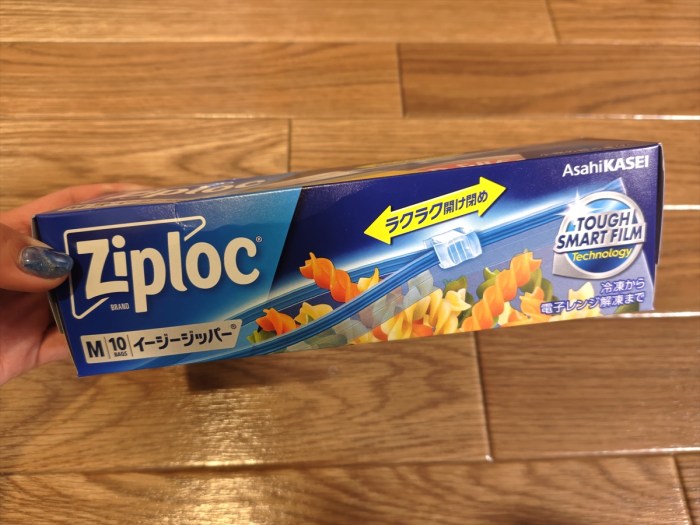 Ziploc®
BRAND
M 10 BAGS イージージッパー®
ラクラク開け閉め
AsahiKASEI
TOUGH
SMART FILM
Technology
冷凍から
電子レンジ解凍まで